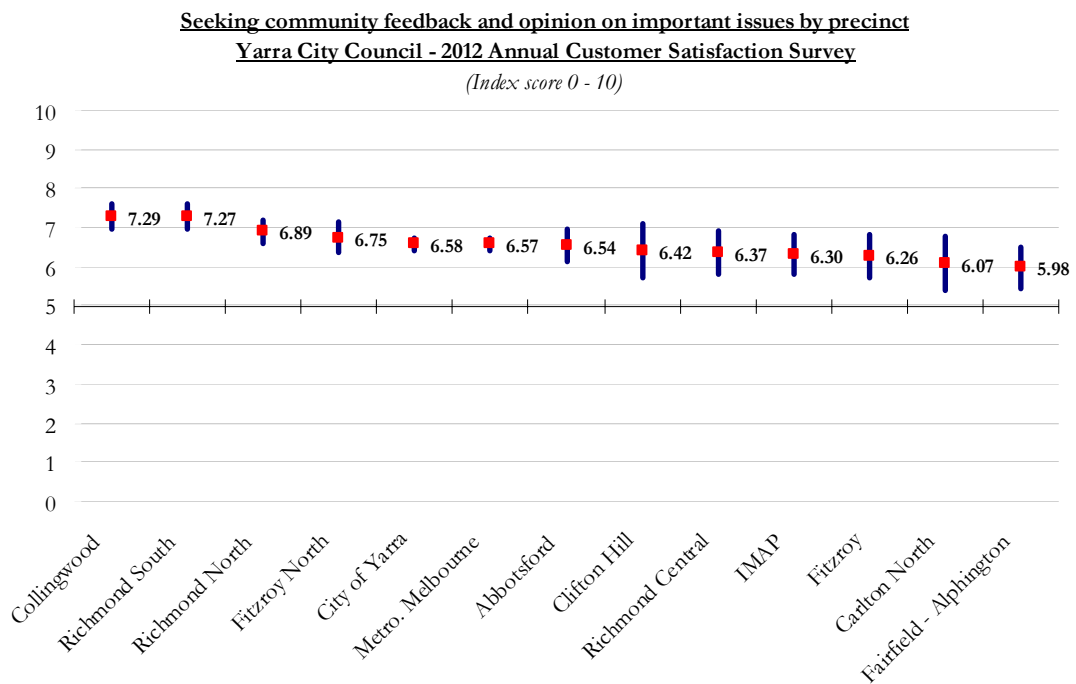 Seeking community feedback and opinion on important issues by precinct
Yarra City Council - 2012 Annual Customer Satisfaction Survey
(Index score 0 - 10)
10
9
8
7
6
5
4
3
2
1
0
7.29
7.27
6.89
6.75
6.58
6.57
6.54
6.42
6.37
6.30
6.26
6.07
5.98
Collingwood
Richmond South
Richmond North
Fitzroy North
City of Yarra
Metro. Melbourne
Abbotsford
Clifton Hill
Richmond Central
IMAP
Fitzroy
Carlton North
Fairfield - Alphington